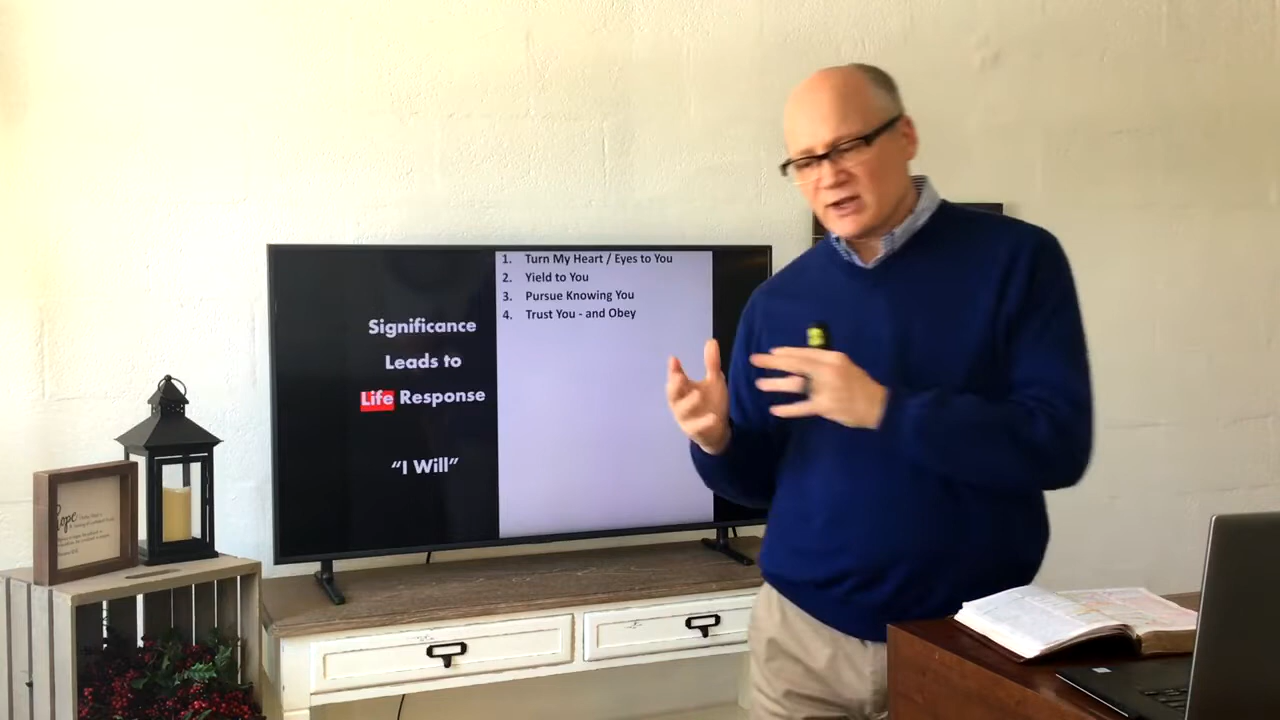 Significance
Leads to
Life Response
“I Will”
1. Turn My Heart / Eyes to You
2. Yield to You
3. Pursue Knowing You
4. Trust You - and Obey
hope